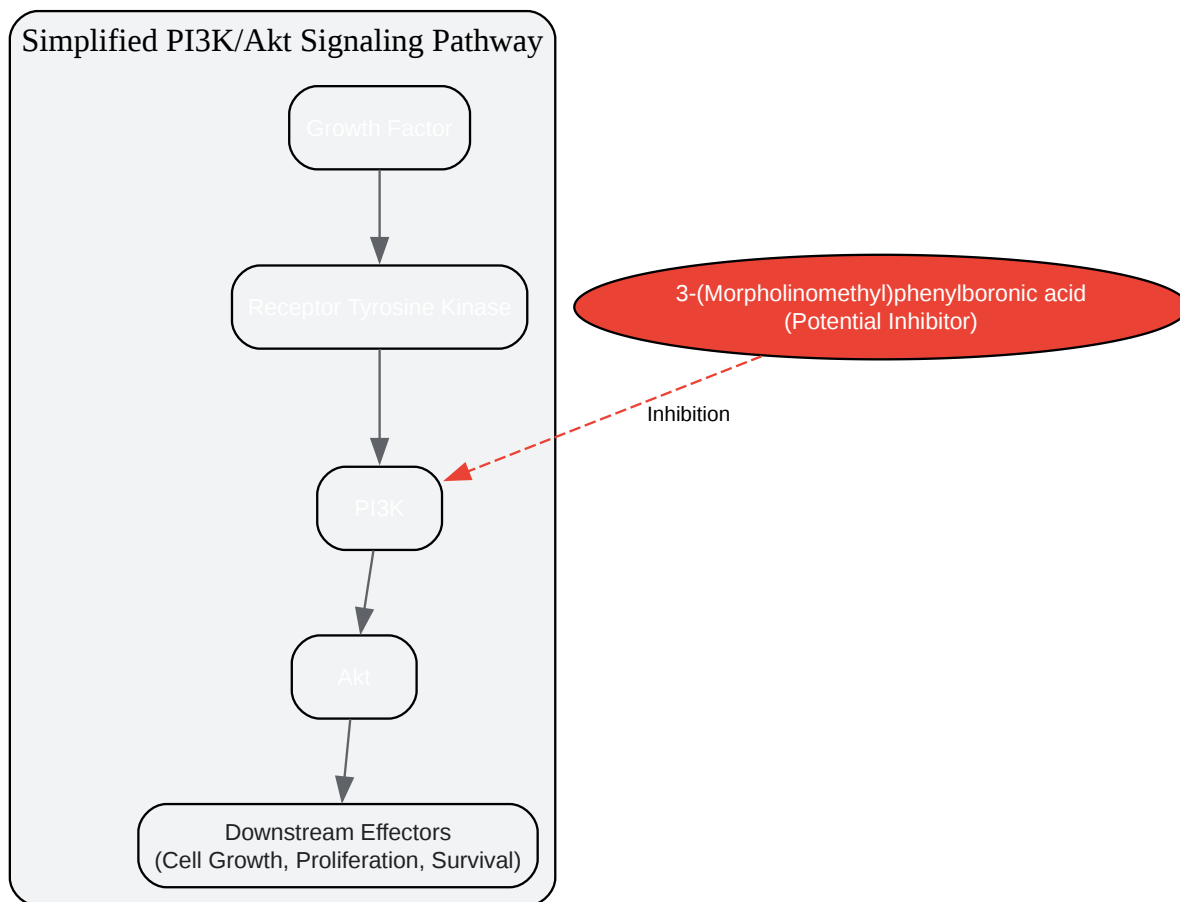 Simplified PI3K/Akt Signaling Pathway
Growth Factor
Receptor Tyrosine Kinase
3-(Morpholinomethyl)phenylboronic acid
(Potential Inhibitor)
Inhibition
PI3K
Akt
Downstream Effectors
(Cell Growth, Proliferation, Survival)